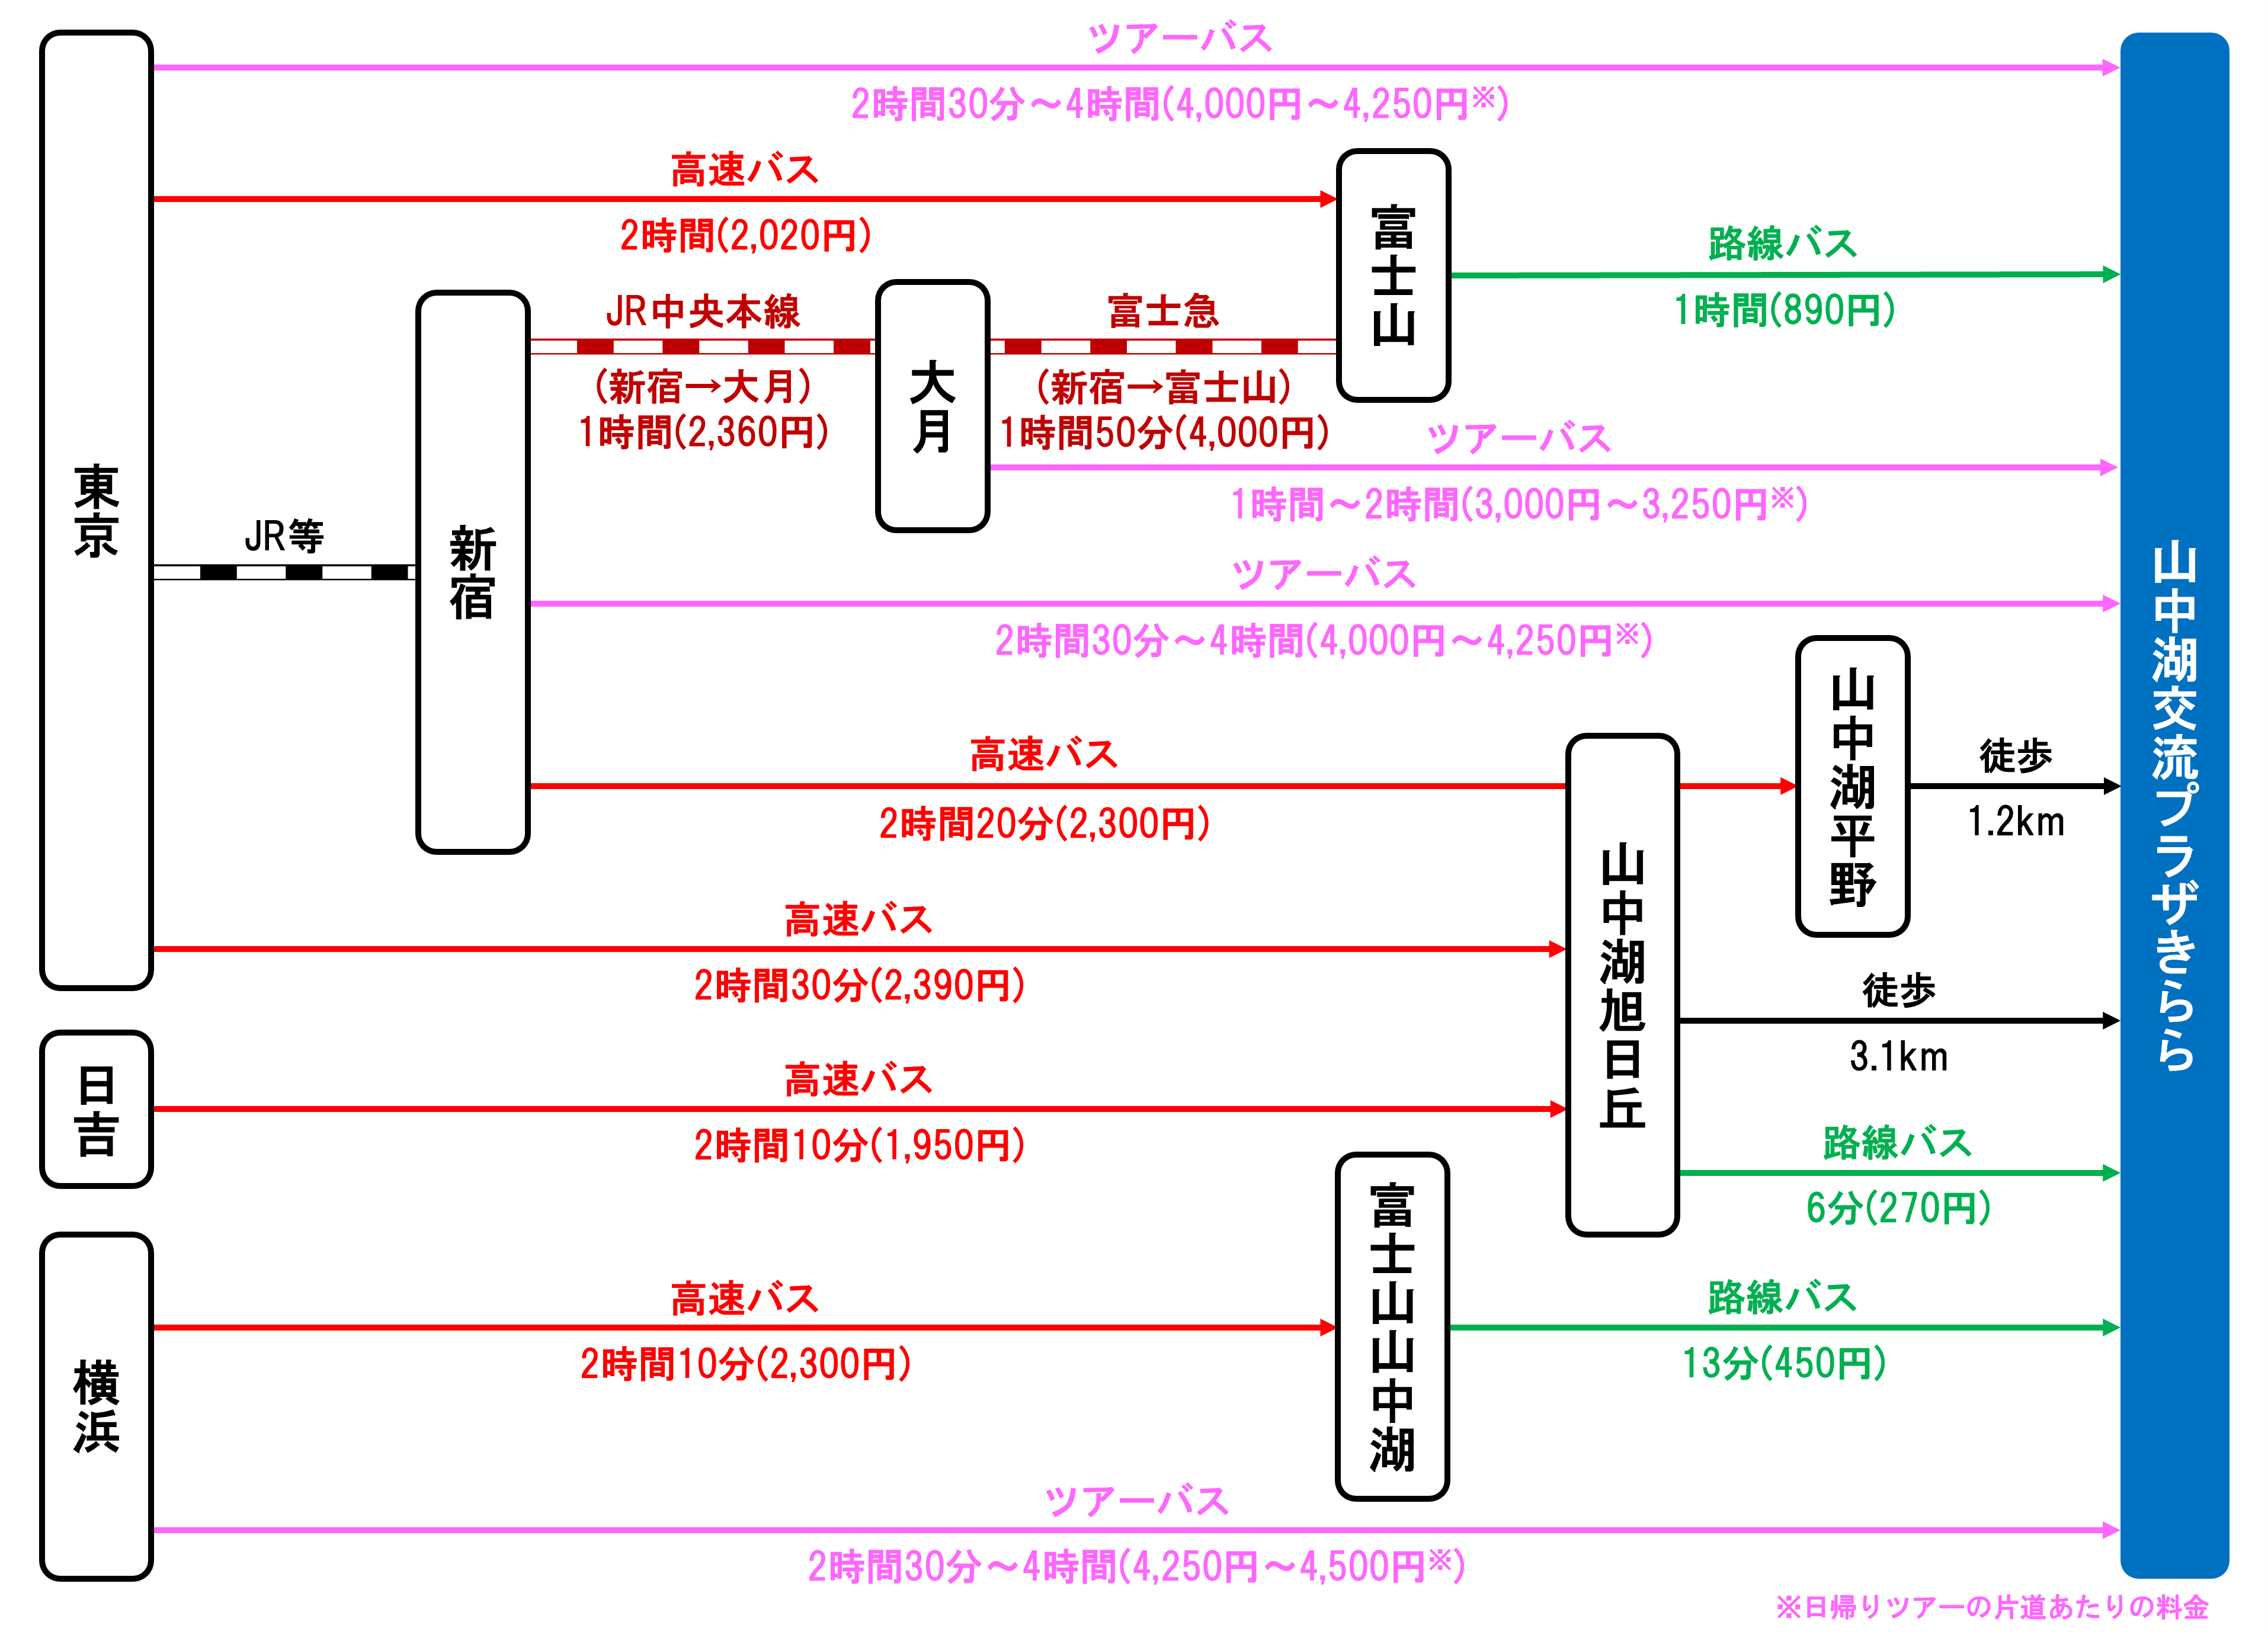 ツアーバス
2時間30分～4時間(4,000円～4,250円※)
高速バス
2時間(2,020円)
富士山
路線バス
1時間(890円)
JR中央本線
(新宿→大月)
1時間(2,360円)
大月
富士急
(新宿→富士山)
1時間50分(4,000円)
ツアーバス
1時間～2時間(3,000円～3,250円※)
東京
JR等
新宿
ツアーバス
2時間30分～4時間(4,000円～4,250円※)
高速バス
2時間20分(2,300円)
山中湖平野
徒歩
1.2km
山中湖交流プラザきらら
高速バス
2時間30分(2,390円)
山中湖旭日丘
徒歩
3.1km
日吉
高速バス
2時間10分(1,950円)
路線バス
6分(270円)
横浜
高速バス
2時間10分(2,300円)
富士山山中湖
路線バス
13分(450円)
ツアーバス
2時間30分～4時間(4,250円～4,500円※)
※日帰りツアーの片道あたりの料金